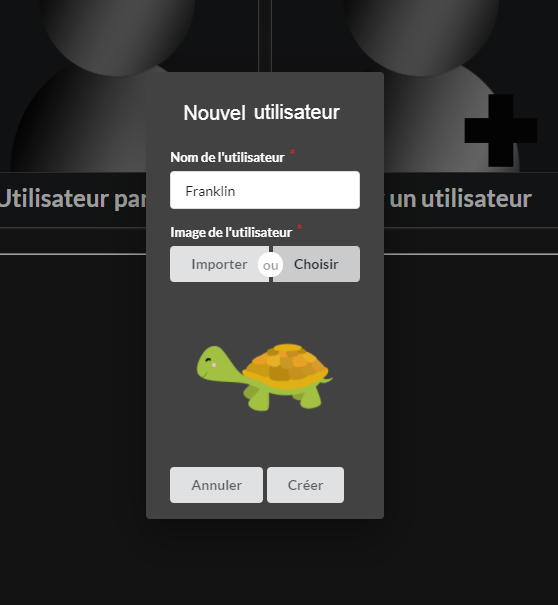 Nouvel utilisateur
Nom de l'utilisateur *
Utilisateur par
Franklin
un utilisateur
Image de l'utilisateur *
Importer ou Choisir
Annuler Créer